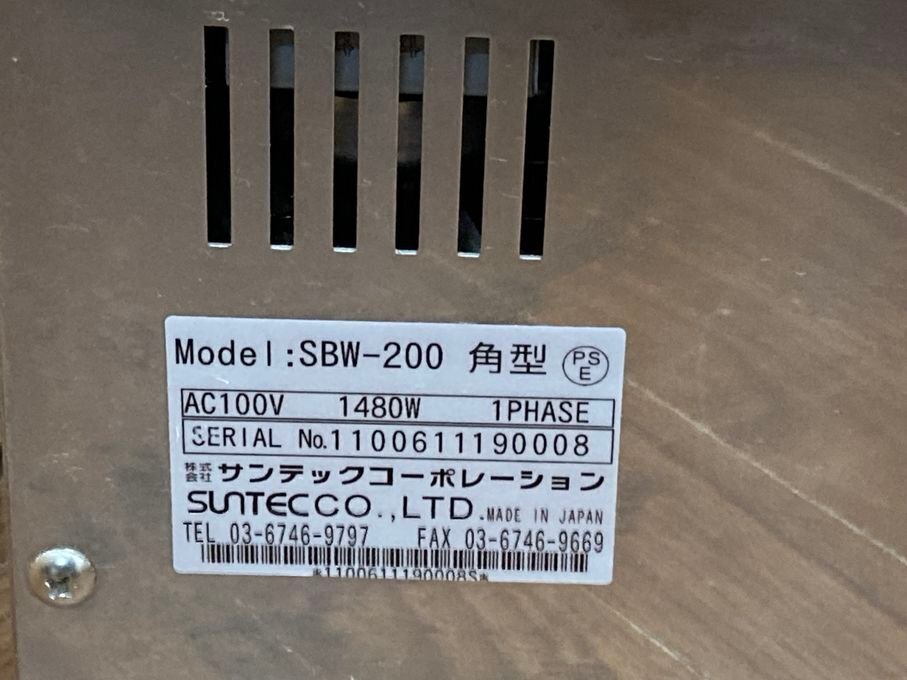 Model:SBW-200 角型 PSE
AC100V 1480W 1PHASE
SERIAL No.1100611190008
株式会社 サンテックコーポレーション
SUNTECCO.,LTD.MADE IN JAPAN
TEL 03-6746-9797 FAX 03-6746-9669
*1100611190008S*